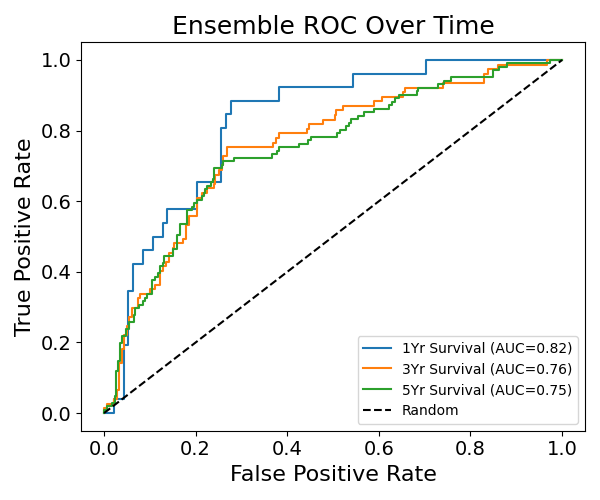 Ensemble ROC Over Time
True Positive Rate
1.0
0.8
0.6
0.4
0.2
0.0
1Yr Survival (AUC=0.82)
3Yr Survival (AUC=0.76)
5Yr Survival (AUC=0.75)
Random
0.0 0.2 0.4 0.6 0.8 1.0
False Positive Rate